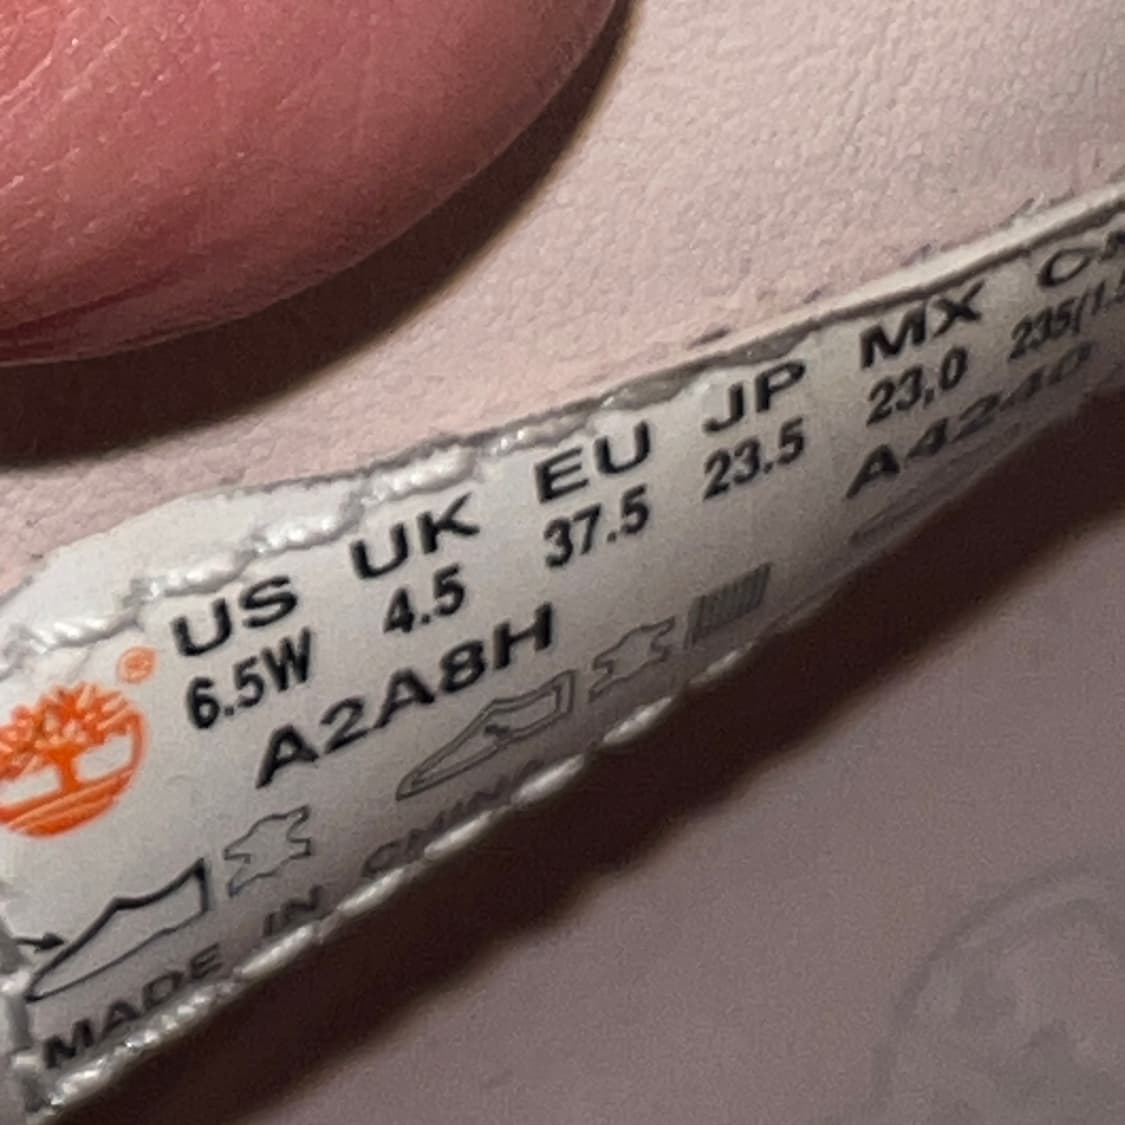 US UK EU JP MX
6.5W 4.5 37.5 23.5 23,0
A2A8H A4240
MADE IN CHINA